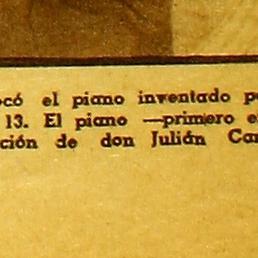 ocó el piano inventado p
13. El piano —primero e
ción de don Julián Ca